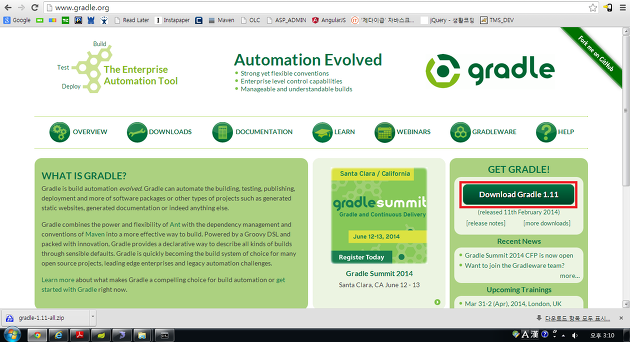 www.gradle.org
Google
Read Later
Instapaper
Maven
OLC
ASP_ADMIN
AngularJS
jQuery - 생활코딩
TMS_DEV
Fork me on GitHub
Build
Test
Deploy
The Enterprise
Automation Tool
Automation Evolved
Strong yet flexible conventions
Enterprise level control capabilities
Manageable and understandable builds
gradle
OVERVIEW
DOWNLOADS
DOCUMENTATION
LEARN
WEBINARS
GRADLEWARE
HELP
WHAT IS GRADLE?
Gradle is build automation evolved. Gradle can automate the building, testing, publishing,
deployment and more of software packages or other types of projects such as generated
static websites, generated documentation or indeed anything else.
Gradle combines the power and flexibility of Ant with the dependency management and
conventions of Maven into a more effective way to build. Powered by a Groovy DSL and
packed with innovation, Gradle provides a declarative way to describe all kinds of builds
through sensible defaults. Gradle is quickly becoming the build system of choice for many
open source projects, leading edge enterprises and legacy automation challenges.
Learn more about what makes Gradle a compelling choice for build automation or get
started with Gradle right now.
Santa Clara / California
gradlesummit
Gradle and Continuous Delivery
June 12-13, 2014
Register Today
Gradle Summit 2014
Santa Clara, CA June 12 - 13
GET GRADLE!
Download Gradle 1.11
(released 11th February 2014)
[release notes]
[more downloads]
Recent News
Gradle Summit 2014 CFP is now open
Want to join the Gradleware team?
more...
Upcoming Trainings
Mar 31-2 (Apr), 2014, London, UK
gradle-1.11-all.zip
다운로드 항목 모두 표시...
A 漢
오후 3:10